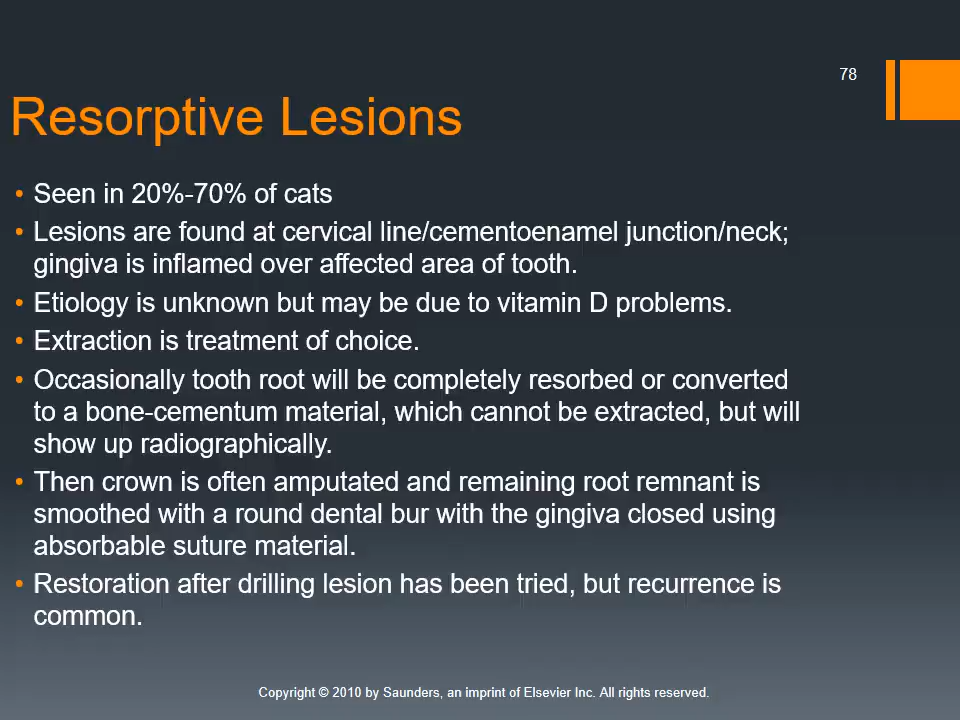 78
Resorptive Lesions
• Seen in 20%-70% of cats
• Lesions are found at cervical line/cementoenamel junction/neck;
gingiva is inflamed over affected area of tooth.
• Etiology is unknown but may be due to vitamin D problems.
• Extraction is treatment of choice.
• Occasionally tooth root will be completely resorbed or converted
to a bone-cementum material, which cannot be extracted, but will
show up radiographically.
• Then crown is often amputated and remaining root remnant is
smoothed with a round dental bur with the gingiva closed using
absorbable suture material.
• Restoration after drilling lesion has been tried, but recurrence is
common.
Copyright © 2010 by Saunders, an imprint of Elsevier Inc. All rights reserved.